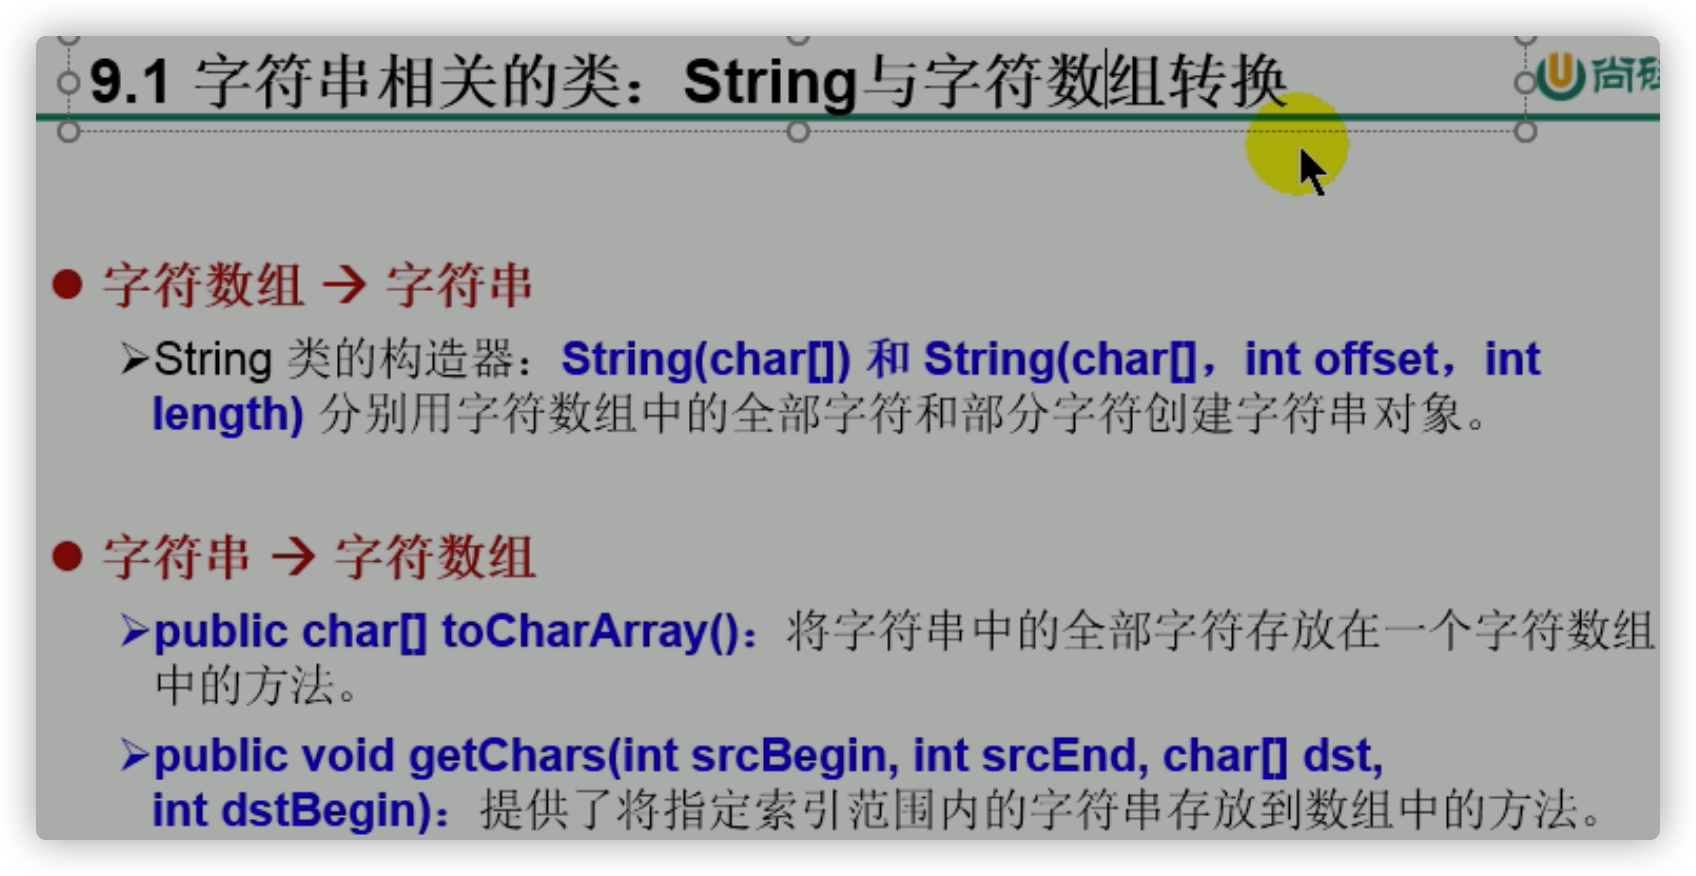 9.1 字符串相关的类：String与字符数组转换
尚硅
字符数组 → 字符串
String 类的构造器：String(char[]) 和 String(char[]，int offset，int
length) 分别用字符数组中的全部字符和部分字符创建字符串对象。
字符串 → 字符数组
public char[] toCharArray()：将字符串中的全部字符存放在一个字符数组
中的方法。
public void getChars(int srcBegin, int srcEnd, char[] dst,
int dstBegin)：提供了将指定索引范围内的字符串存放到数组中的方法。